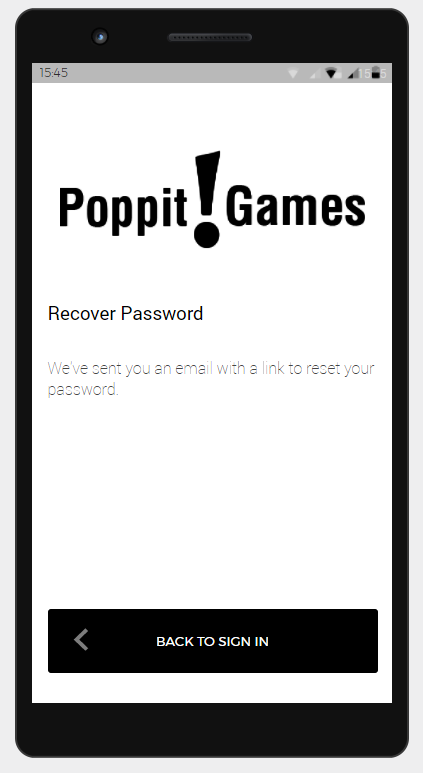 15:45
Poppit!Games
Recover Password
We've sent you an email with a link to reset your
password.
BACK TO SIGN IN